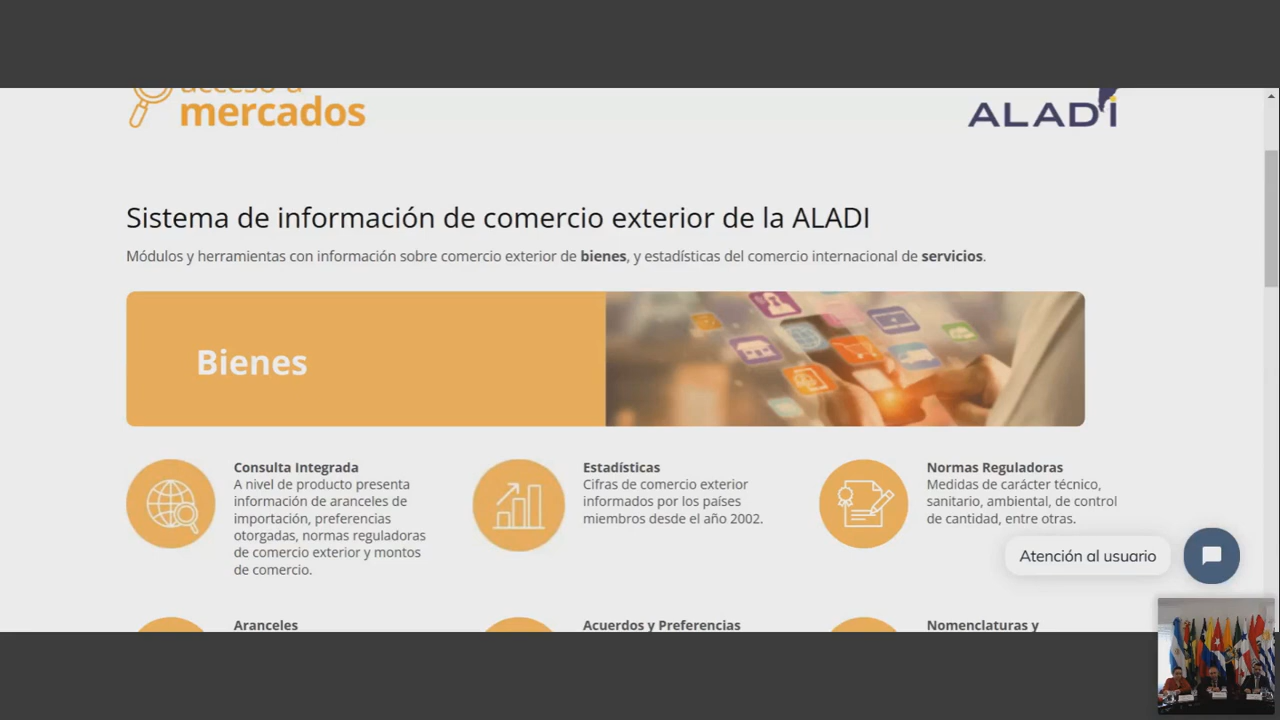 acceso a
mercados
ALADI
Sistema de información de comercio exterior de la ALADI
Módulos y herramientas con información sobre comercio exterior de bienes, y estadísticas del comercio internacional de servicios.
Bienes
Consulta Integrada
A nivel de producto presenta
información de aranceles de
importación, preferencias
otorgadas, normas reguladoras
de comercio exterior y montos
de comercio.
Estadísticas
Cifras de comercio exterior
informados por los países
miembros desde el año 2002.
Normas Reguladoras
Medidas de carácter técnico,
sanitario, ambiental, de control
de cantidad, entre otras.
Atención al usuario
Aranceles
Acuerdos y Preferencias
Nomenclaturas y